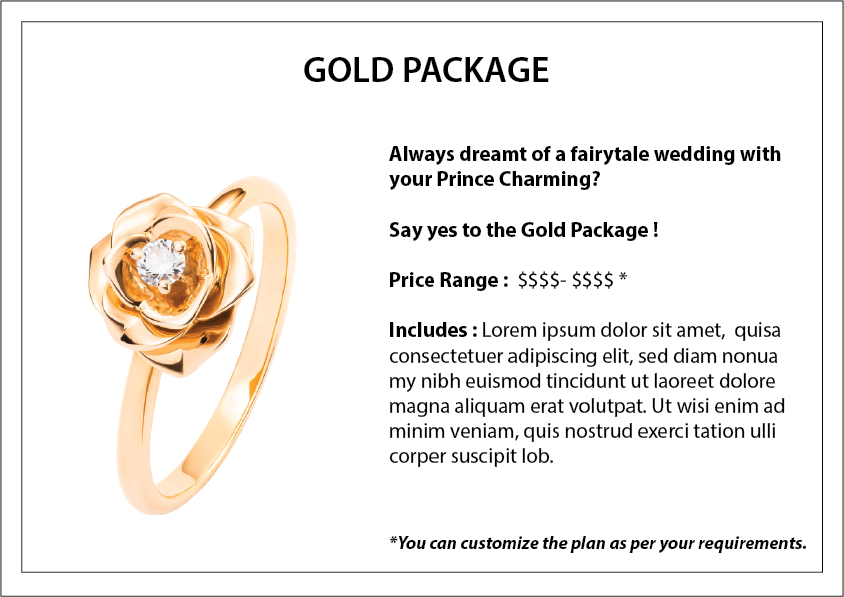 GOLD PACKAGE
Always dreamt of a fairytale wedding with
your Prince Charming?
Say yes to the Gold Package !
Price Range :  $$$$- $$$$ *
Includes : Lorem ipsum dolor sit amet,  quisa
consectetuer adipiscing elit, sed diam nonua
my nibh euismod tincidunt ut laoreet dolore
magna aliquam erat volutpat. Ut wisi enim ad
minim veniam, quis nostrud exerci tation ulli
corper suscipit lob.
*You can customize the plan as per your requirements.